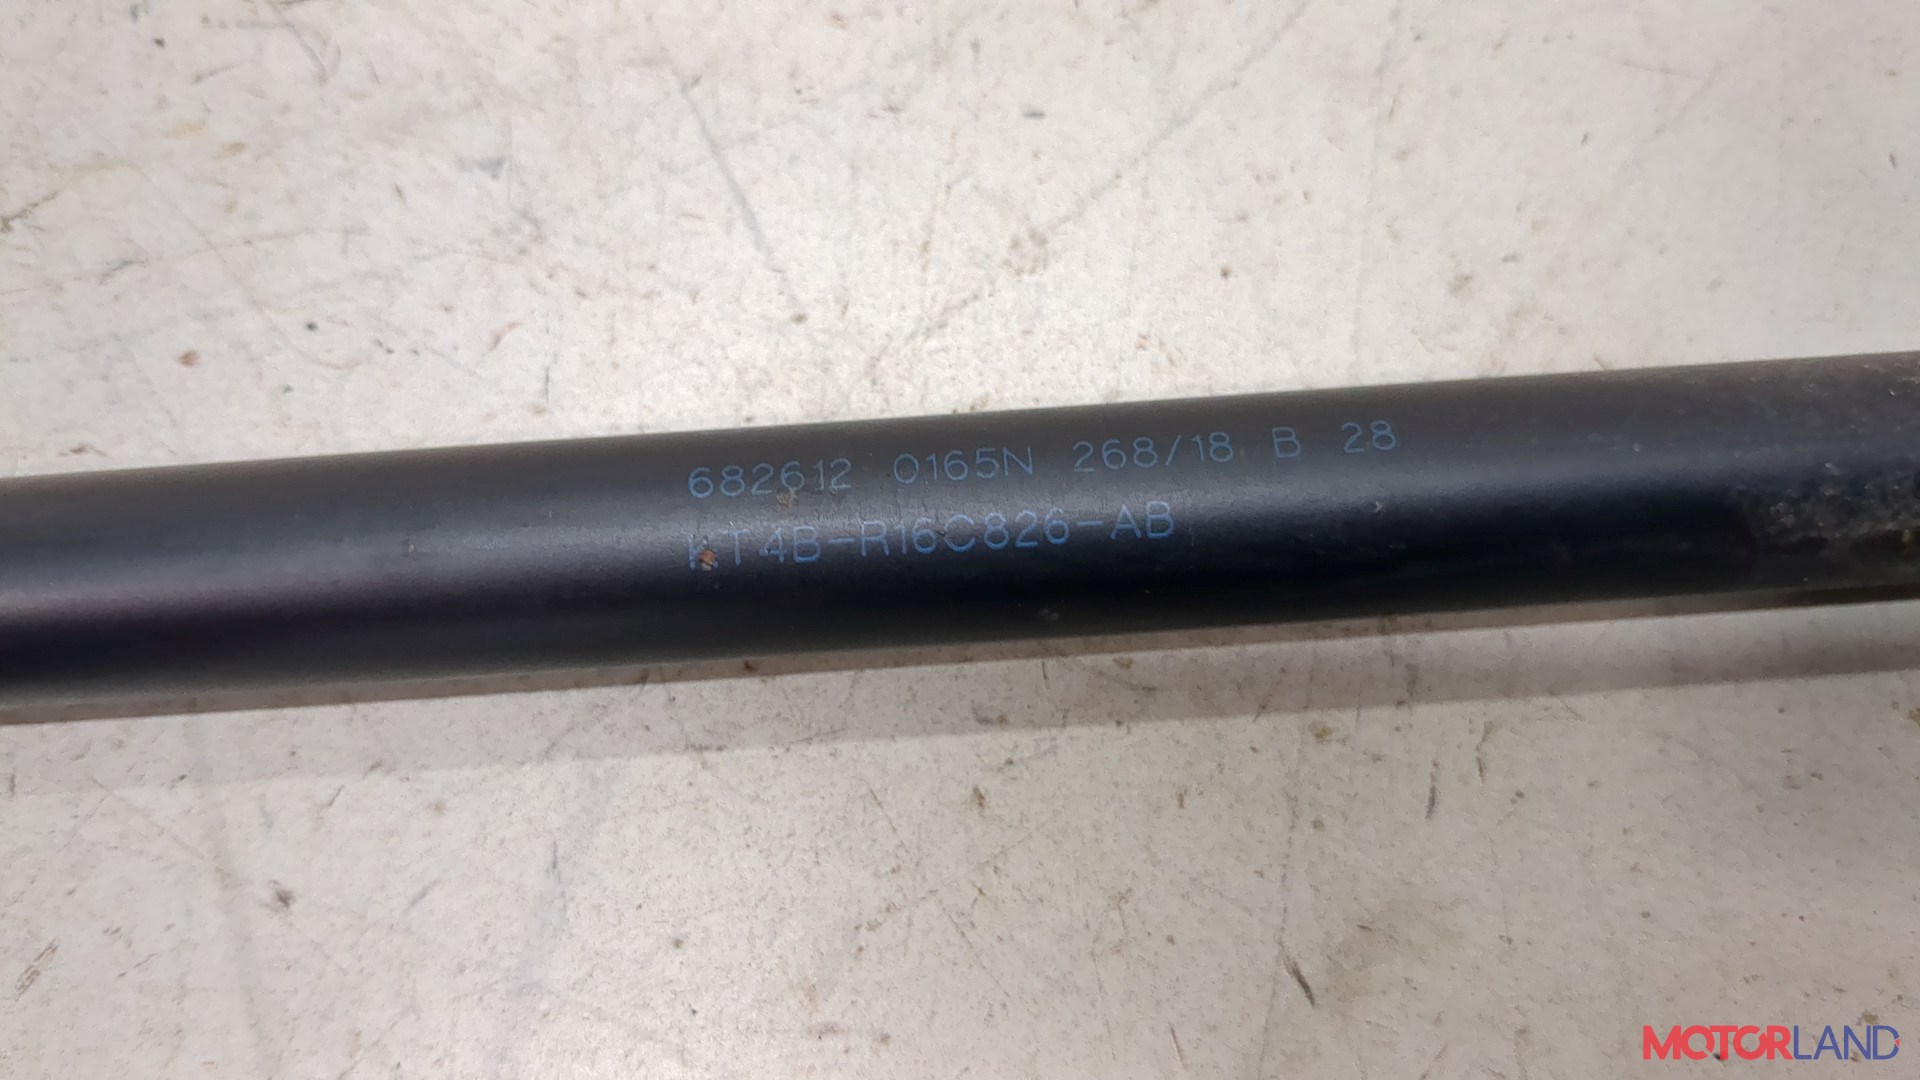 682612 0165N 268/18 B 28
KT4B-R16C826-AB
MOTORLAND